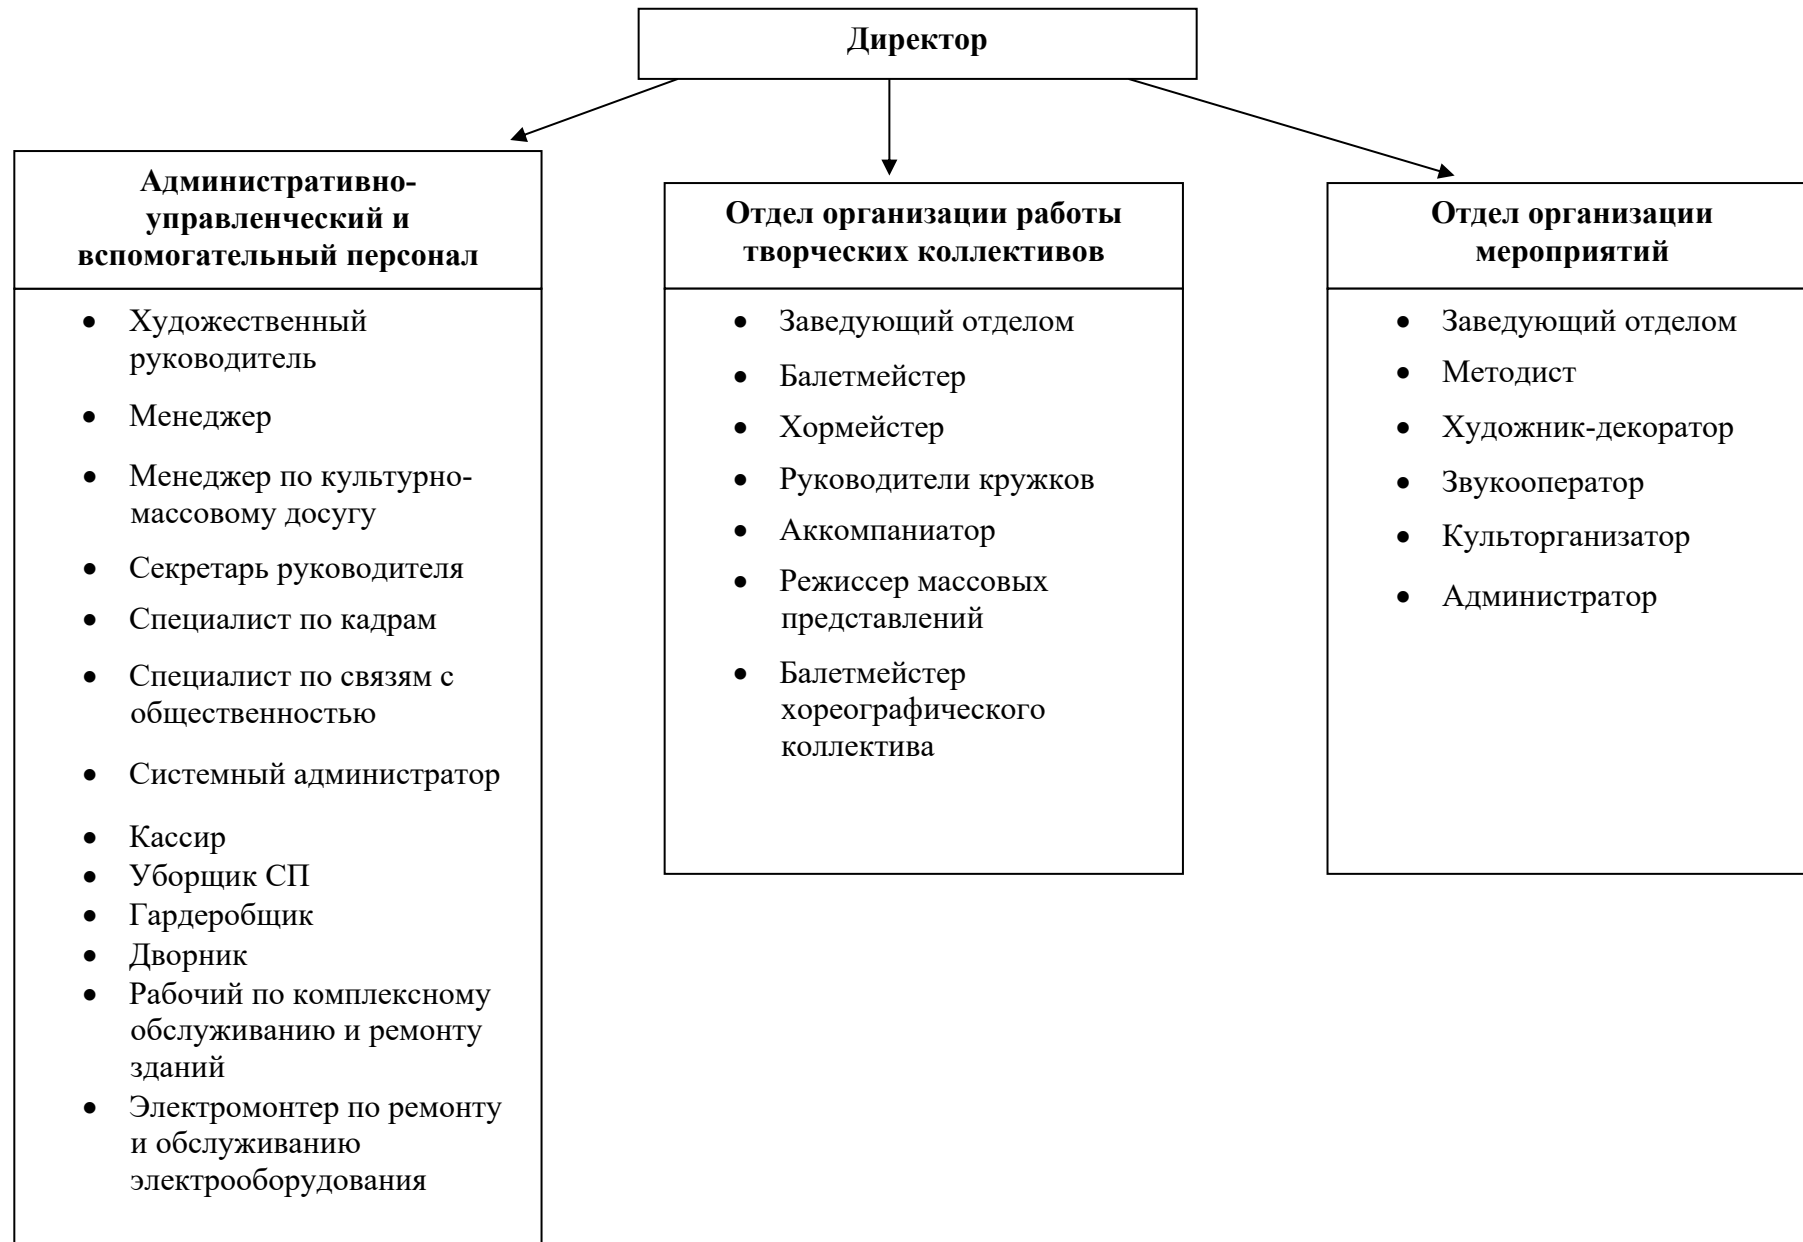 Директор
Административно-
управленческий и
вспомогательный персонал
• Художественный
руководитель
• Менеджер
• Менеджер по культурно-
массовому досугу
• Секретарь руководителя
• Специалист по кадрам
• Специалист по связям с
общественностью
• Системный администратор
• Кассир
• Уборщик СП
• Гардеробщик
• Дворник
• Рабочий по комплексному
обслуживанию и ремонту
зданий
• Электромонтер по ремонту
и обслуживанию
электрооборудования
Отдел организации работы
творческих коллективов
• Заведующий отделом
• Балетмейстер
• Хормейстер
• Руководители кружков
• Аккомпаниатор
• Режиссер массовых
представлений
• Балетмейстер
хореографического
коллектива
Отдел организации
мероприятий
• Заведующий отделом
• Методист
• Художник-декоратор
• Звукооператор
• Культорганизатор
• Администратор